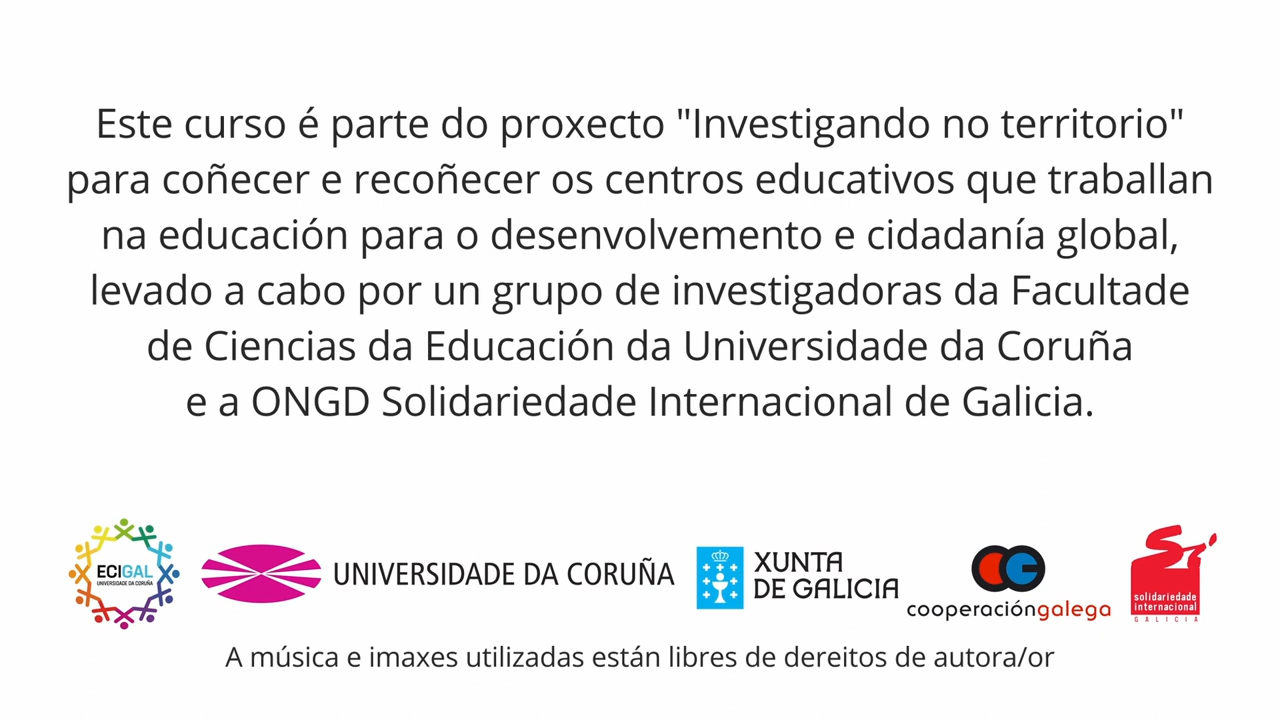 Este curso é parte do proxecto "Investigando no territorio"
para coñecer e recoñecer os centros educativos que traballan
na educación para o desenvolvemento e cidadanía global,
levado a cabo por un grupo de investigadoras da Facultade
de Ciencias da Educación da Universidade da Coruña
e a ONGD Solidariedade Internacional de Galicia.
ECIGAL
UNIVERSIDADE DA CORUÑA
UNIVERSIDADE DA CORUÑA
XUNTA
DE GALICIA
CG
cooperacióngalega
Si
solidariedade
internacional
GALICIA
A música e imaxes utilizadas están libres de dereitos de autora/or